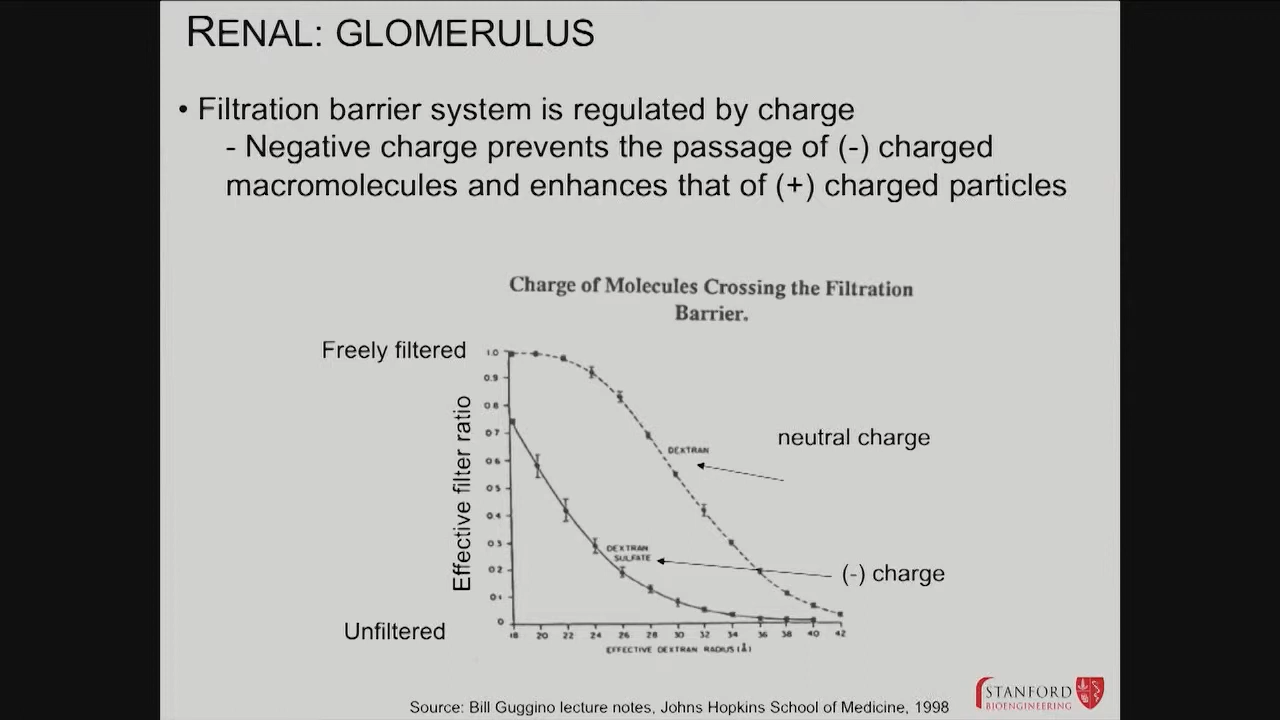 RENAL: GLOMERULUS
• Filtration barrier system is regulated by charge
- Negative charge prevents the passage of (-) charged
macromolecules and enhances that of (+) charged particles
Charge of Molecules Crossing the Filtration
Barrier.
Freely filtered
Effective filter ratio
Unfiltered
1.0
0.9
0.8
0.7
0.6
0.5
0.4
0.3
0.2
0.1
0
DEXTRAN
neutral charge
DEXTRAN
SULFATE
(-) charge
18 20 22 24 26 28 30 32 34 36 38 40 42
EFFECTIVE DEXTRAN RADIUS (Å)
Source: Bill Guggino lecture notes, Johns Hopkins School of Medicine, 1998
STANFORD
BIOENGINEERING